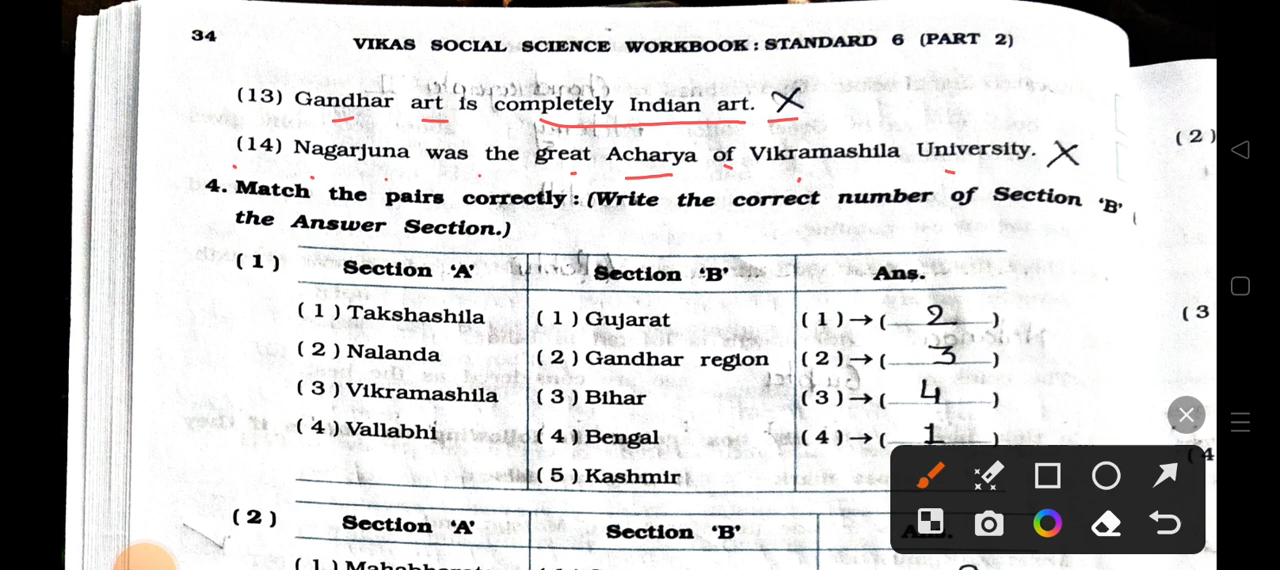 34
VIKAS SOCIAL SCIENCE WORKBOOK : STANDARD 6 (PART 2)
(13) Gandhar art is completely Indian art. X
(14) Nagarjuna was the great Acharya of Vikramashila University. X
(2)
4. Match the pairs correctly : (Write the correct number of Section 'B'
the Answer Section.)
(1) Section 'A' Section 'B' Ans.
(1) Takshashila (1) Gujarat (1)→( 2 )
(3
(2) Nalanda (2) Gandhar region (2)→( 3 )
(3) Vikramashila (3) Bihar (3)→( 4 )
(4) Vallabhi (4) Bengal (4)→( 1 )
(4
(5) Kashmir
(2) Section 'A' Section 'B'